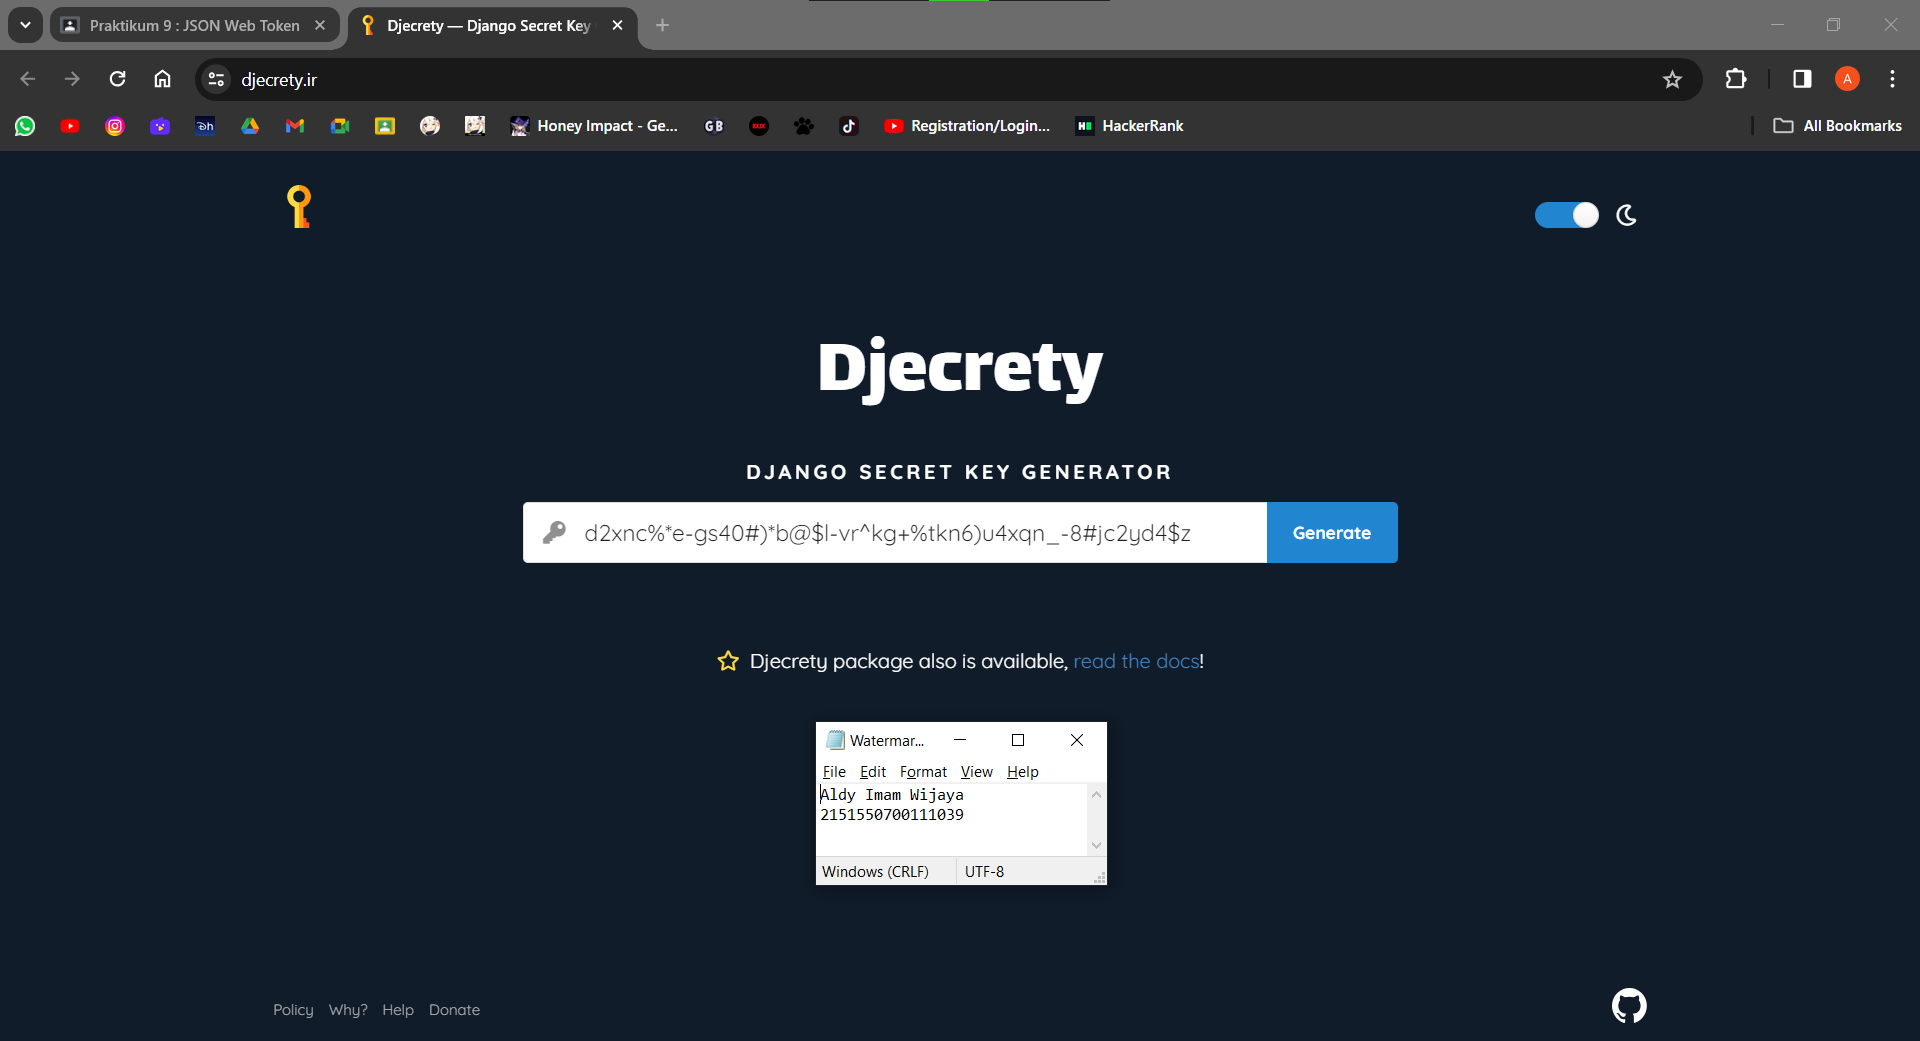 Praktikum 9 : JSON Web Token
Djecrety — Django Secret Key
djecrety.ir
A
Honey Impact - Ge...
GB
Registration/Login...
HackerRank
All Bookmarks
Djecrety
DJANGO SECRET KEY GENERATOR
d2xnc%*e-gs40#)*b@$l-vr^kg+%tkn6)u4xqn_-8#jc2yd4$z
Generate
Djecrety package also is available, read the docs!
Watermar...
File Edit Format View Help
Aldy Imam Wijaya
2151550700111039
Windows (CRLF) UTF-8
Policy Why? Help Donate